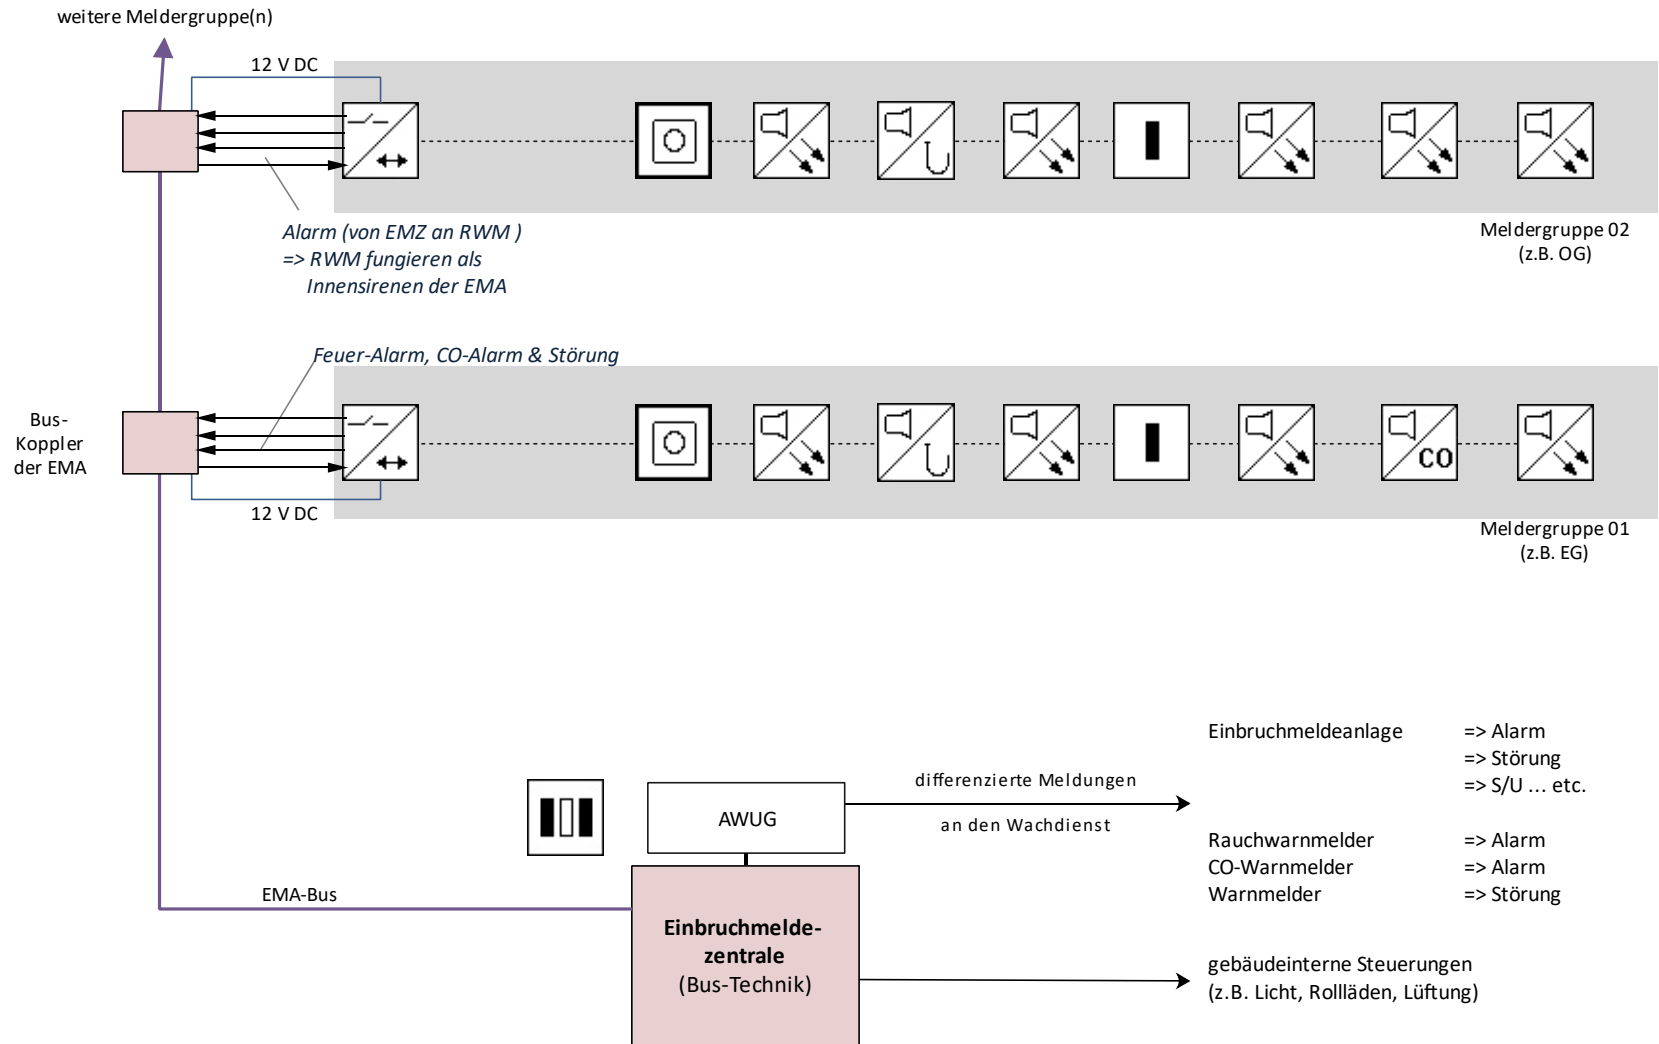 weitere Meldergruppe(n)
12 V DC
Alarm (von EMZ an RWM )
=> RWM fungieren als
Innensirenen der EMA
Meldergruppe 02
(z.B. OG)
Feuer-Alarm, CO-Alarm & Störung
Bus-
Koppler
der EMA
CO
12 V DC
Meldergruppe 01
(z.B. EG)
Einbruchmeldeanlage => Alarm
=> Störung
=> S/U ... etc.
differenzierte Meldungen
an den Wachdienst
AWUG
Rauchwarnmelder => Alarm
CO-Warnmelder => Alarm
Warnmelder => Störung
EMA-Bus
Einbruchmelde-
zentrale
(Bus-Technik)
gebäudeinterne Steuerungen
(z.B. Licht, Rollläden, Lüftung)